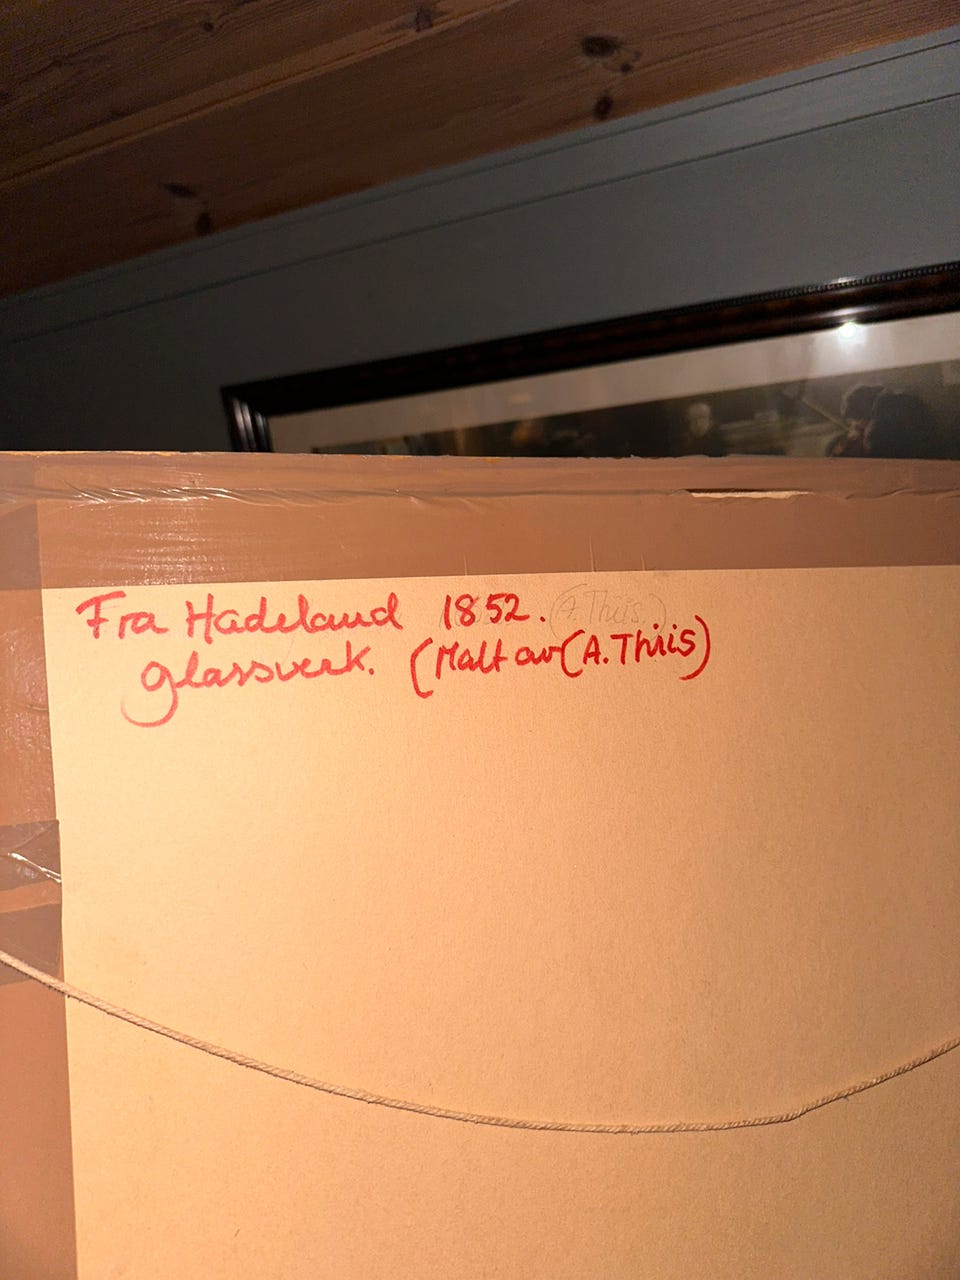 Fra Hadeland 1852. (A.Thiis.)
glassverk. (Malt av (A.Thiis)